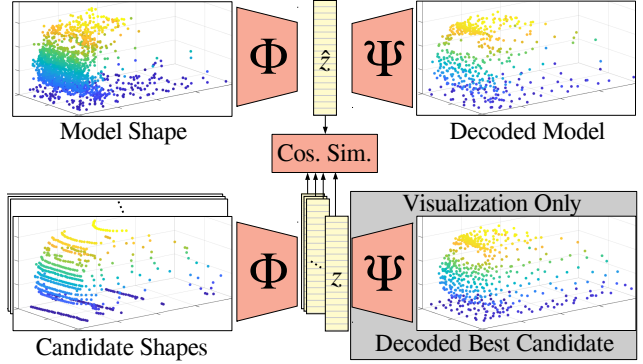 Φ
ẑ
Ψ
Model Shape
Decoded Model
Cos. Sim.
Visualization Only
Φ
z
Ψ
Candidate Shapes
Decoded Best Candidate